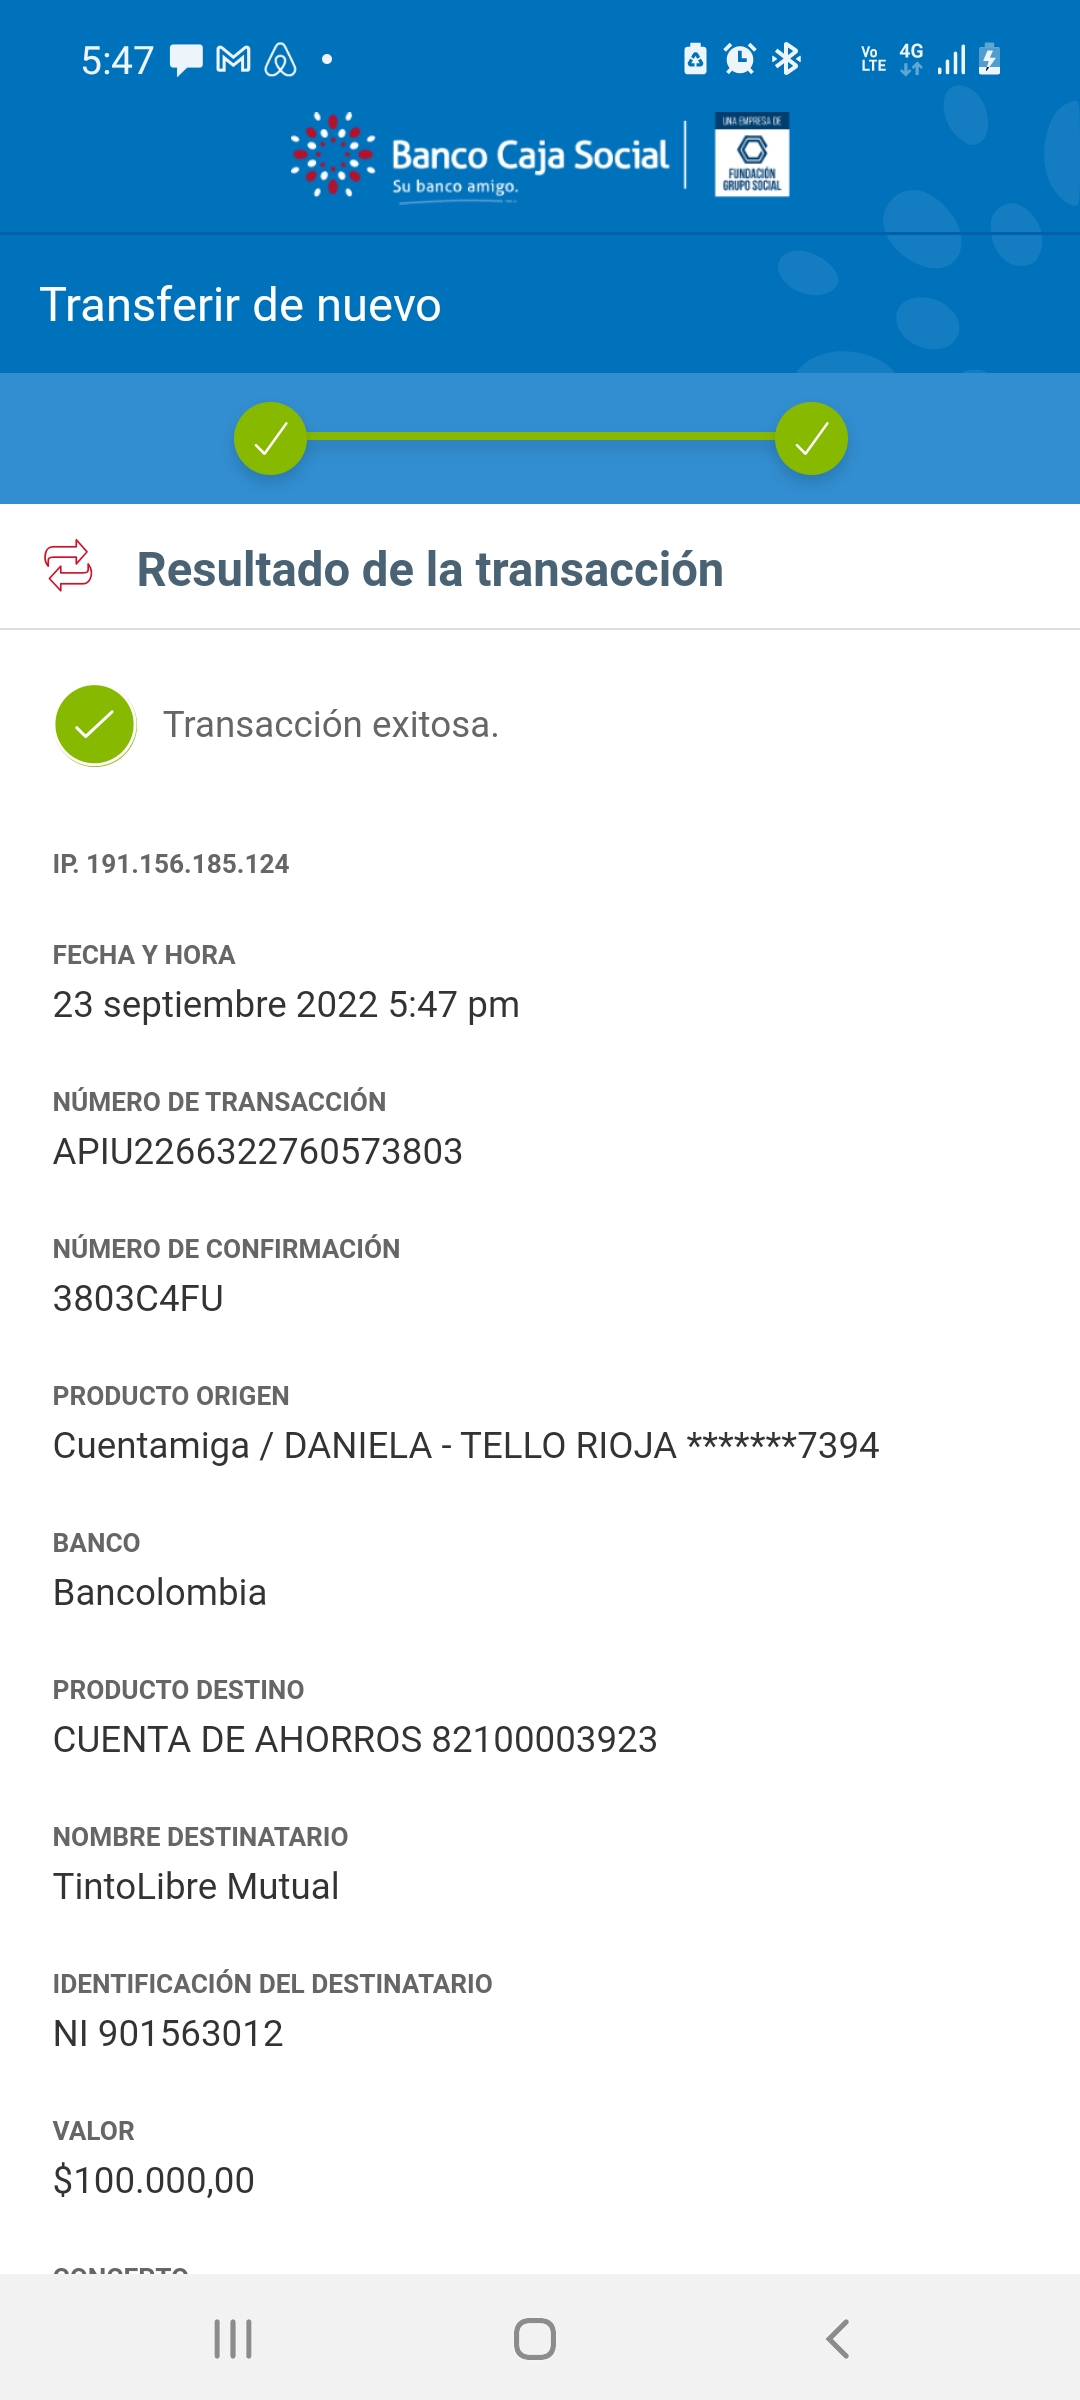 5:47
Vo
LTE
4G
Banco Caja Social
Su banco amigo.
UNA EMPRESA DE
FUNDACIÓN
GRUPO SOCIAL
Transferir de nuevo
Resultado de la transacción
Transacción exitosa.
IP. 191.156.185.124
FECHA Y HORA
23 septiembre 2022 5:47 pm
NÚMERO DE TRANSACCIÓN
APIU2266322760573803
NÚMERO DE CONFIRMACIÓN
3803C4FU
PRODUCTO ORIGEN
Cuentamiga / DANIELA - TELLO RIOJA *******7394
BANCO
Bancolombia
PRODUCTO DESTINO
CUENTA DE AHORROS 82100003923
NOMBRE DESTINATARIO
TintoLibre Mutual
IDENTIFICACIÓN DEL DESTINATARIO
NI 901563012
VALOR
$100.000,00
CONCEPTO